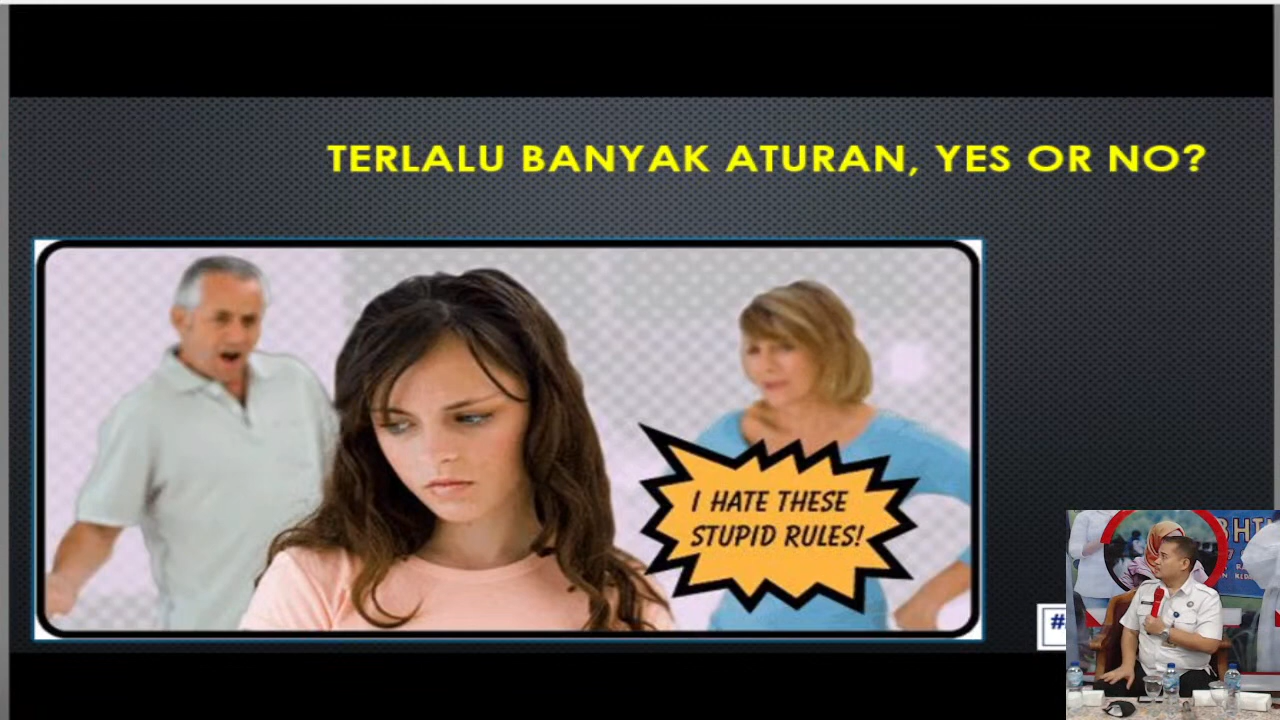 TERLALU BANYAK ATURAN, YES OR NO?
I HATE THESE
STUPID RULES!
#